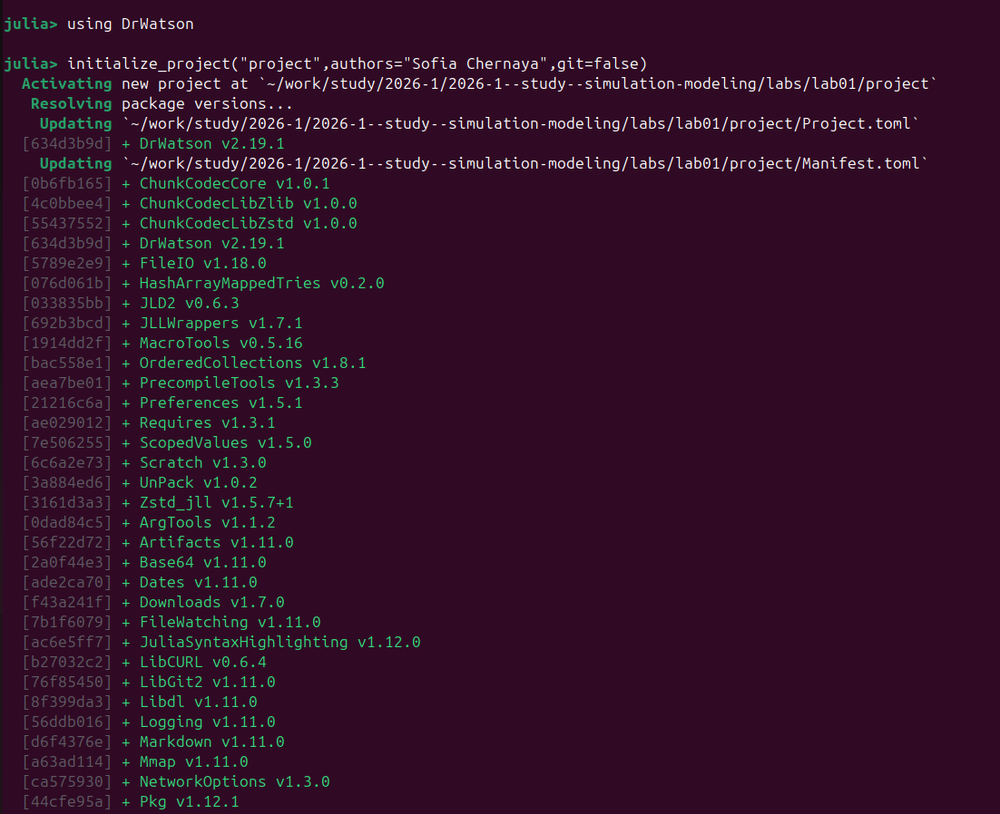 julia> using DrWatson
julia> initialize_project("project",authors="Sofia Chernaya",git=false)
Activating new project at `~/work/study/2026-1/2026-1--study--simulation-modeling/labs/lab01/project`
Resolving package versions...
Updating `~/work/study/2026-1/2026-1--study--simulation-modeling/labs/lab01/project/Project.toml`
[634d3b9d] + DrWatson v2.19.1
Updating `~/work/study/2026-1/2026-1--study--simulation-modeling/labs/lab01/project/Manifest.toml`
[0b6fb165] + ChunkCodecCore v1.0.1
[4c0bbee4] + ChunkCodecLibZlib v1.0.0
[55437552] + ChunkCodecLibZstd v1.0.0
[634d3b9d] + DrWatson v2.19.1
[5789e2e9] + FileIO v1.18.0
[076d061b] + HashArrayMappedTries v0.2.0
[033835bb] + JLD2 v0.6.3
[692b3bcd] + JLLWrappers v1.7.1
[1914dd2f] + MacroTools v0.5.16
[bac558e1] + OrderedCollections v1.8.1
[aea7be01] + PrecompileTools v1.3.3
[21216c6a] + Preferences v1.5.1
[ae029012] + Requires v1.3.1
[7e506255] + ScopedValues v1.5.0
[6c6a2e73] + Scratch v1.3.0
[3a884ed6] + UnPack v1.0.2
[3161d3a3] + Zstd_jll v1.5.7+1
[0dad84c5] + ArgTools v1.1.2
[56f22d72] + Artifacts v1.11.0
[2a0f44e3] + Base64 v1.11.0
[ade2ca70] + Dates v1.11.0
[f43a241f] + Downloads v1.7.0
[7b1f6079] + FileWatching v1.11.0
[ac6e5ff7] + JuliaSyntaxHighlighting v1.12.0
[b27032c2] + LibCURL v0.6.4
[76f85450] + LibGit2 v1.11.0
[8f399da3] + Libdl v1.11.0
[56ddb016] + Logging v1.11.0
[d6f4376e] + Markdown v1.11.0
[a63ad114] + Mmap v1.11.0
[ca575930] + NetworkOptions v1.3.0
[44cfe95a] + Pkg v1.12.1